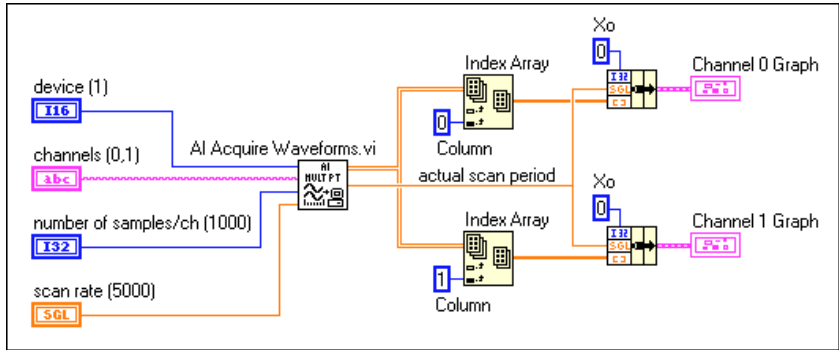 Xo
0
Index Array
I32
SGL
Channel 0 Graph
device (1)
I16
0
Column
AI Acquire Waveforms.vi
channels (0,1)
abc
AI
MULT PT
actual scan period
Xo
0
Index Array
I32
SGL
Channel 1 Graph
number of samples/ch (1000)
I32
1
Column
scan rate (5000)
SGL